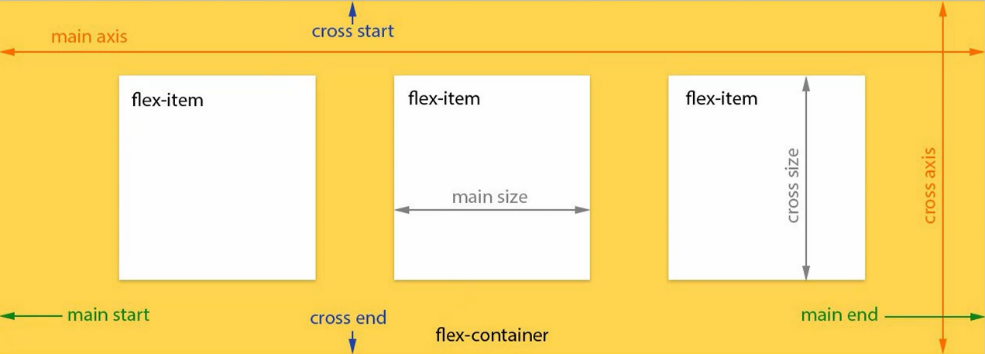 cross start
main axis
flex-item
flex-item
flex-item
main size
cross size
cross axis
main start
cross end
main end
flex-container